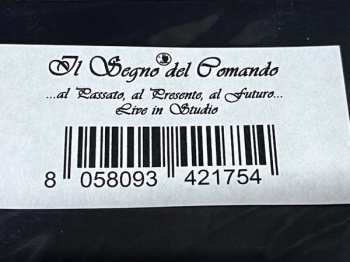 Il Segno del Comando
...al Passato, al Presente, al Futuro...
Live in Studio
8 058093 421754